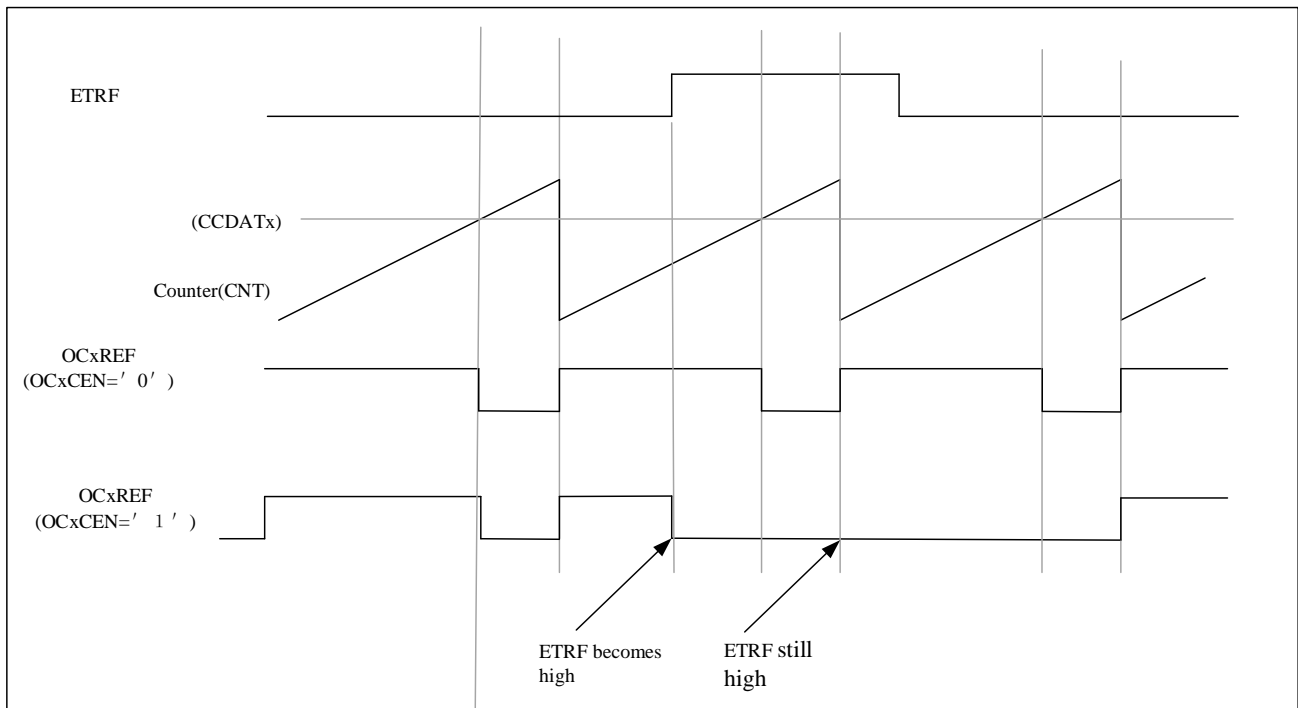 ETRF
(CCDATx)
Counter(CNT)
OCxREF
(OCxCEN=' 0' )
OCxREF
(OCxCEN=' 1 ' )
ETRF becomes
high
ETRF still
high